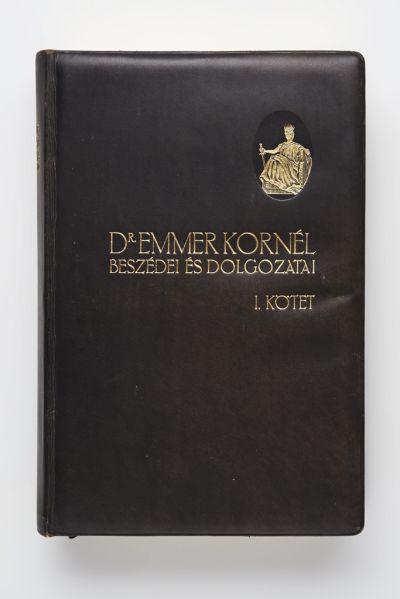 DR. EMMER KORNÉL
BESZÉDEI ÉS DOLGOZATAI
I. KÖTET